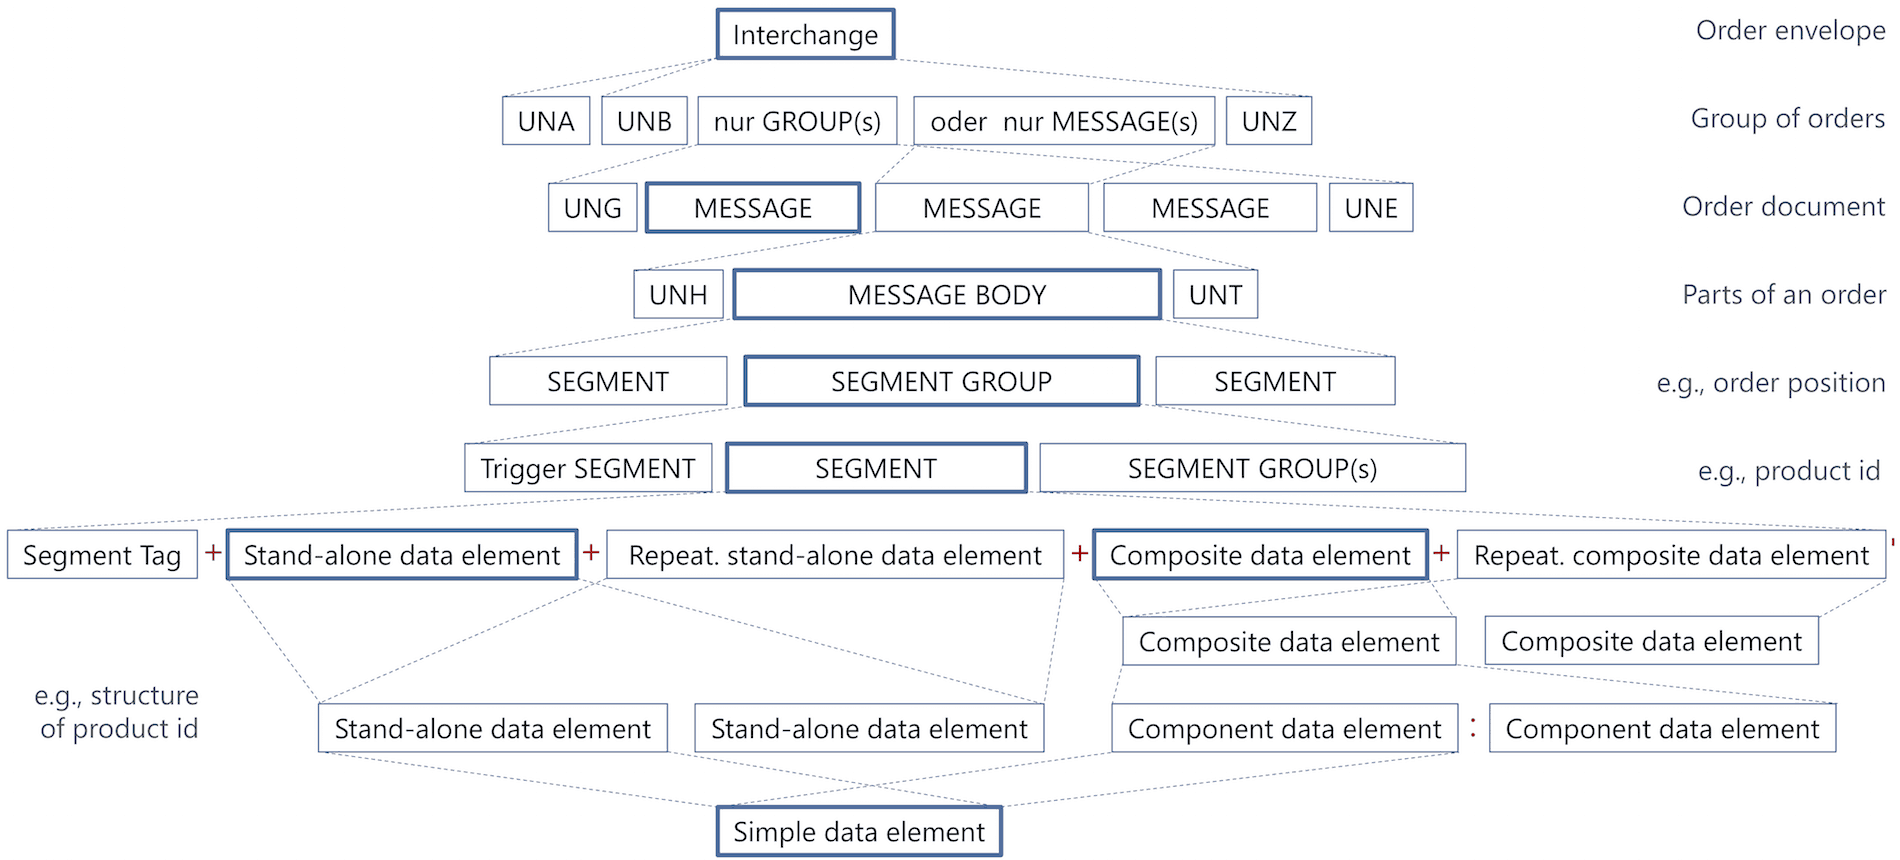 Interchange
Order envelope
UNA UNB nur GROUP(s) oder nur MESSAGE(s) UNZ
Group of orders
UNG MESSAGE MESSAGE MESSAGE UNE
Order document
UNH MESSAGE BODY UNT
Parts of an order
SEGMENT SEGMENT GROUP SEGMENT
e.g., order position
Trigger SEGMENT SEGMENT SEGMENT GROUP(s)
e.g., product id
Segment Tag + Stand-alone data element + Repeat. stand-alone data element + Composite data element + Repeat. composite data element '
Composite data element Composite data element
e.g., structure
of product id
Stand-alone data element Stand-alone data element Component data element : Component data element
Simple data element